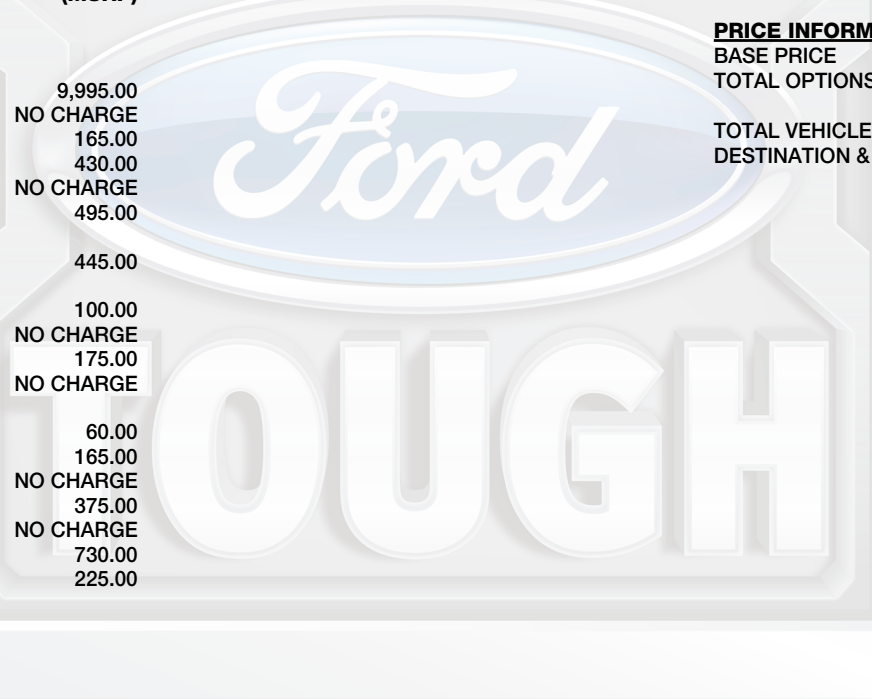 PRICE INFORM
BASE PRICE
TOTAL OPTIONS
TOTAL VEHICLE
DESTINATION &
9,995.00
NO CHARGE
165.00
430.00
NO CHARGE
495.00
445.00
100.00
NO CHARGE
175.00
NO CHARGE
60.00
165.00
NO CHARGE
375.00
NO CHARGE
730.00
225.00
Ford
TOUGH